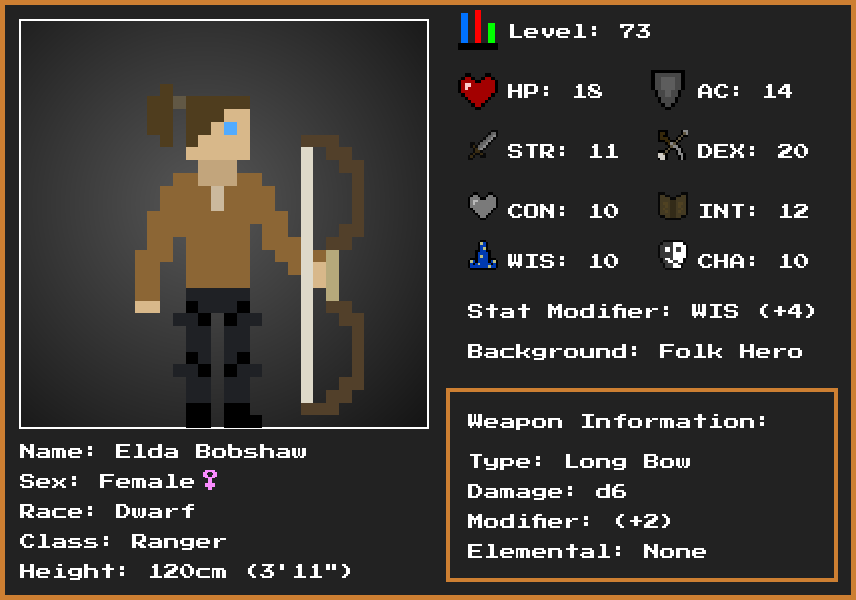 Level: 73
HP: 18 AC: 14
STR: 11 DEX: 20
CON: 10 INT: 12
WIS: 10 CHA: 10
Stat Modifier: WIS (+4)
Background: Folk Hero
Weapon Information:
Type: Long Bow
Damage: d6
Modifier: (+2)
Elemental: None
Name: Elda Bobshaw
Sex: Female♀
Race: Dwarf
Class: Ranger
Height: 120cm (3'11")